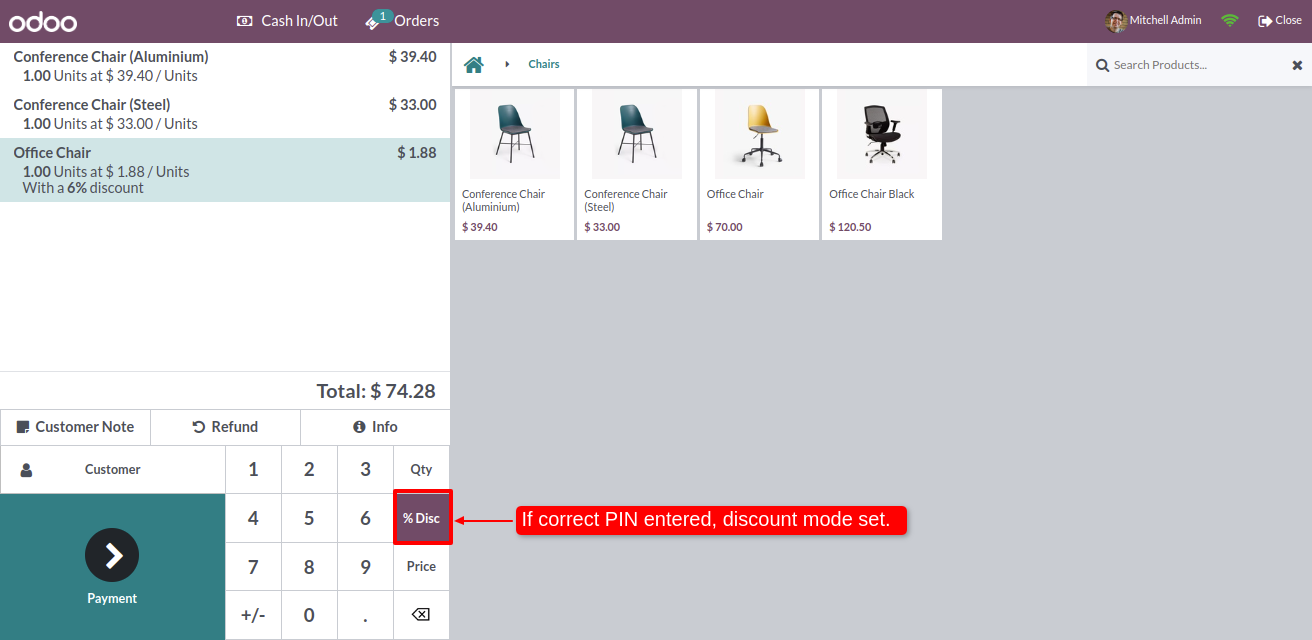 odoo
Cash In/Out
1
Orders
Mitchell Admin
Close
Conference Chair (Aluminium) $ 39.40
1.00 Units at $ 39.40 / Units
Conference Chair (Steel) $ 33.00
1.00 Units at $ 33.00 / Units
Office Chair $ 1.88
1.00 Units at $ 1.88 / Units
With a 6% discount
Total: $ 74.28
Customer Note
Refund
Info
Customer
1 2 3 Qty
4 5 6 % Disc
7 8 9 Price
+/- 0 .
Payment
Chairs
Search Products...
Conference Chair
(Aluminium)
$ 39.40
Conference Chair
(Steel)
$ 33.00
Office Chair
$ 70.00
Office Chair Black
$ 120.50
If correct PIN entered, discount mode set.